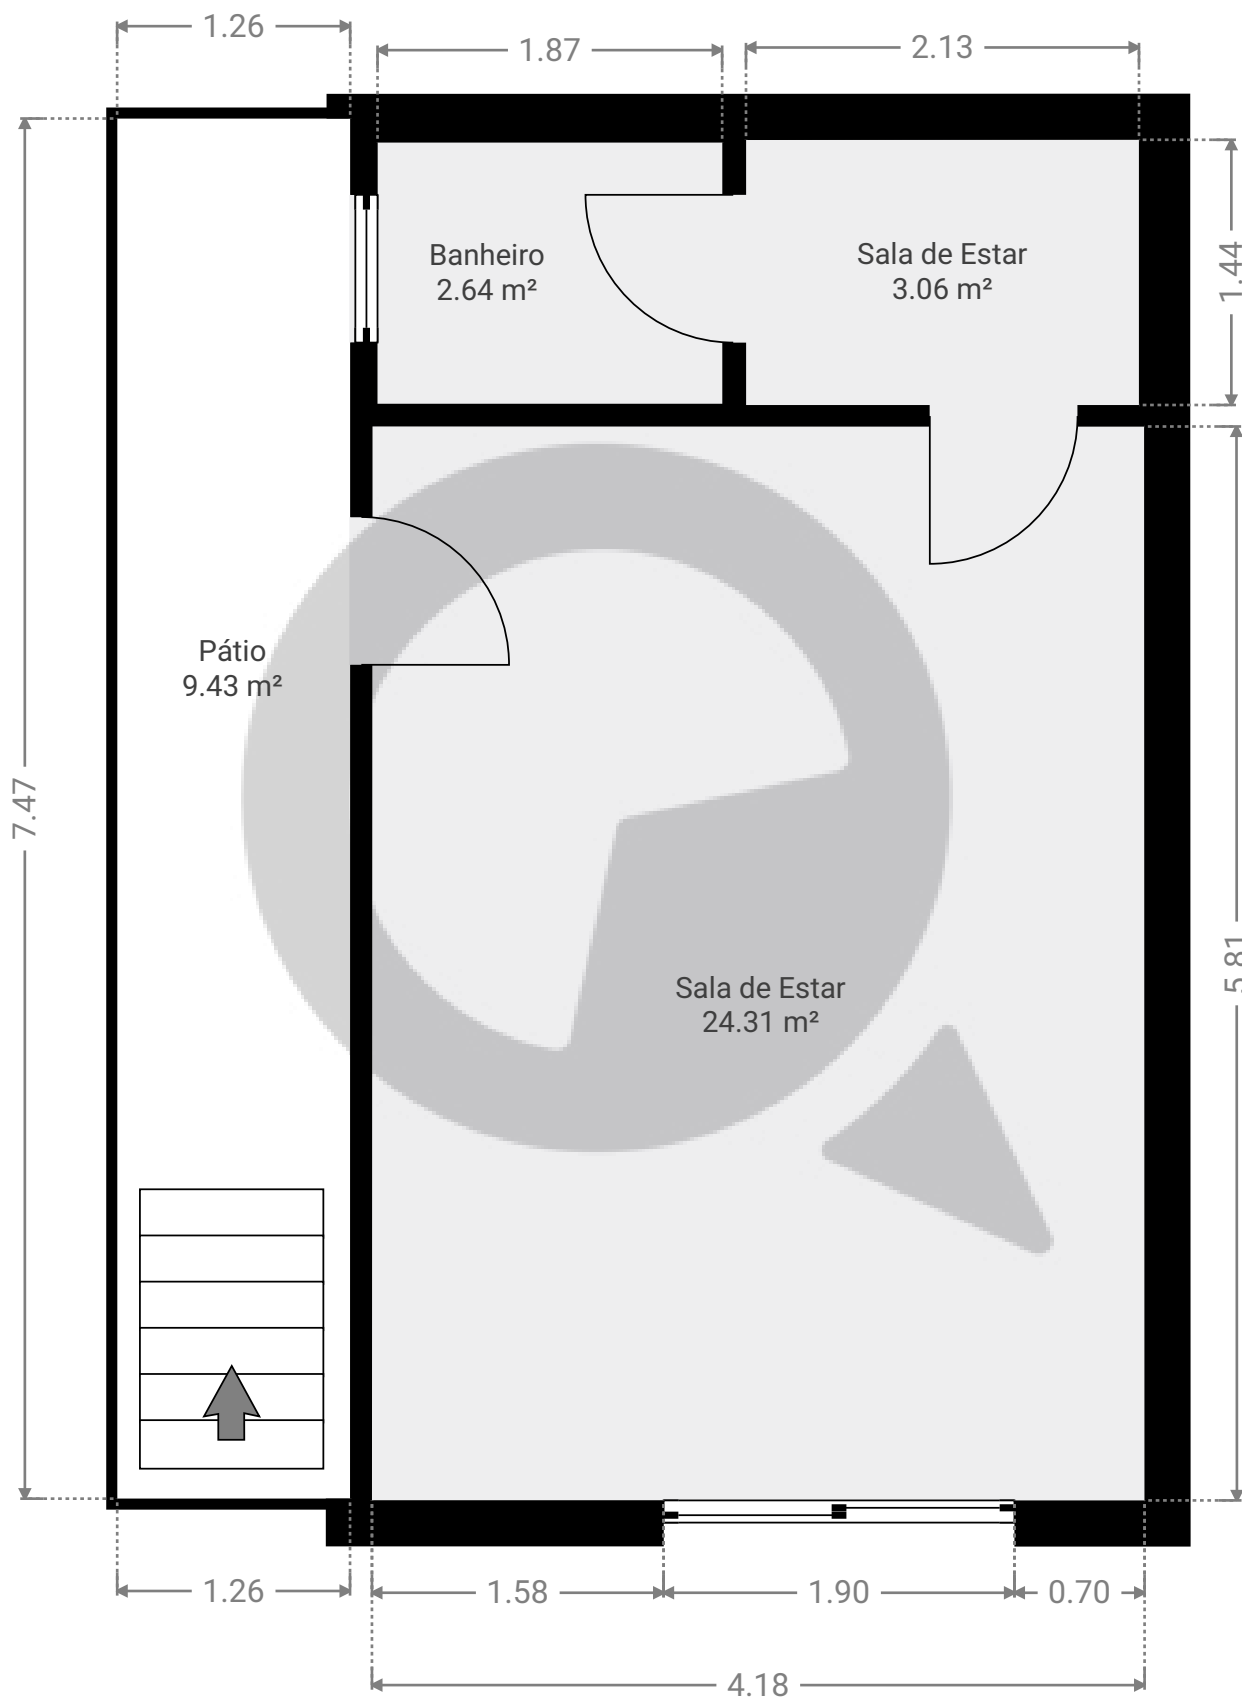 1.26
1.87
2.13
Banheiro
2.64 m²
Sala de Estar
3.06 m²
1.44
Pátio
9.43 m²
7.47
5.81
Sala de Estar
24.31 m²
1.26
1.58
1.90
0.70
4.18